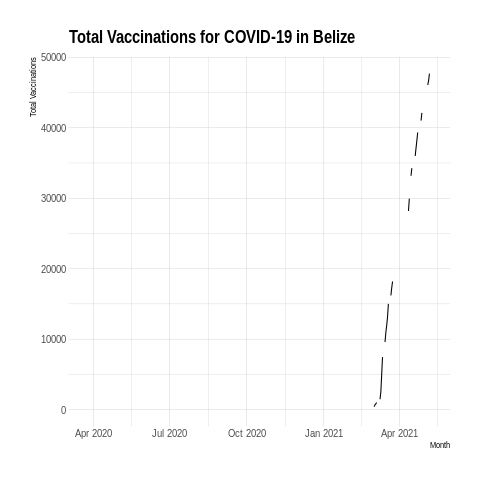 Total Vaccinations for COVID-19 in Belize
Total Vaccinations
50000
40000
30000
20000
10000
0
Apr 2020 Jul 2020 Oct 2020 Jan 2021 Apr 2021
Month